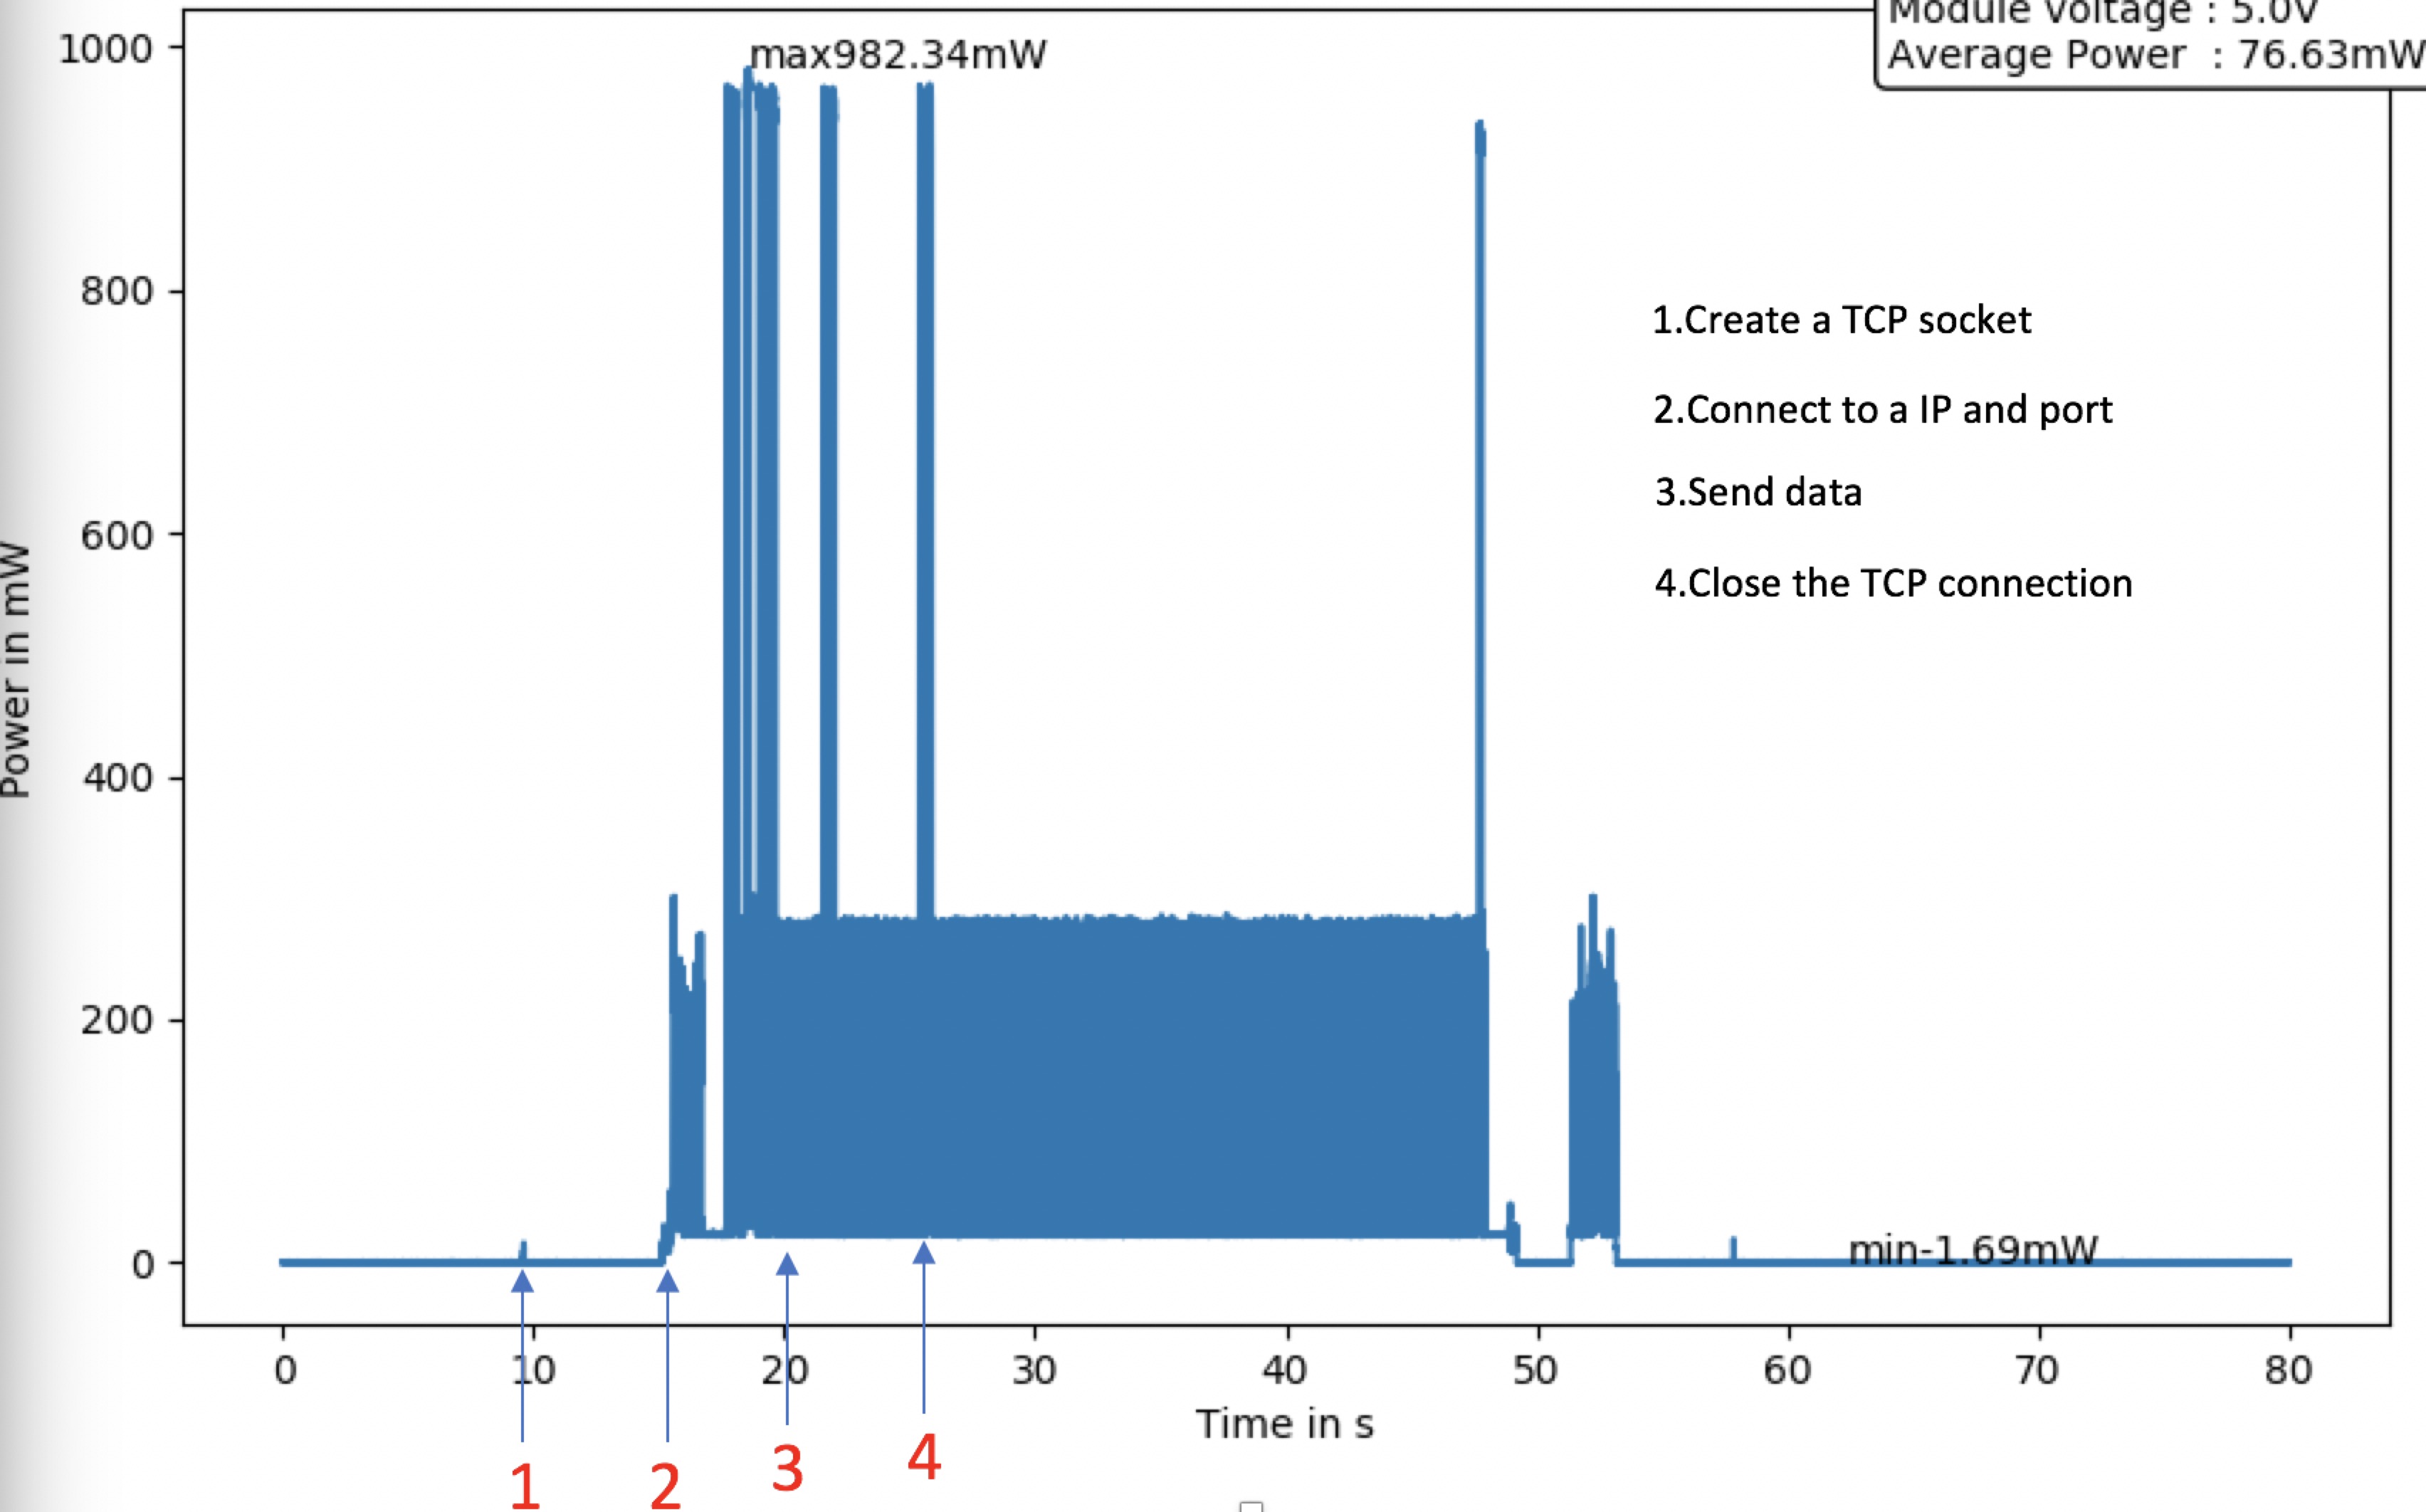 Module Voltage : 5.0V
Average Power : 76.63mW
max982.34mW
1000
800
600
400
200
0
Power in mW
1.Create a TCP socket
2.Connect to a IP and port
3.Send data
4.Close the TCP connection
min-1.69mW
0 10 20 30 40 50 60 70 80
Time in s
1 2 3 4